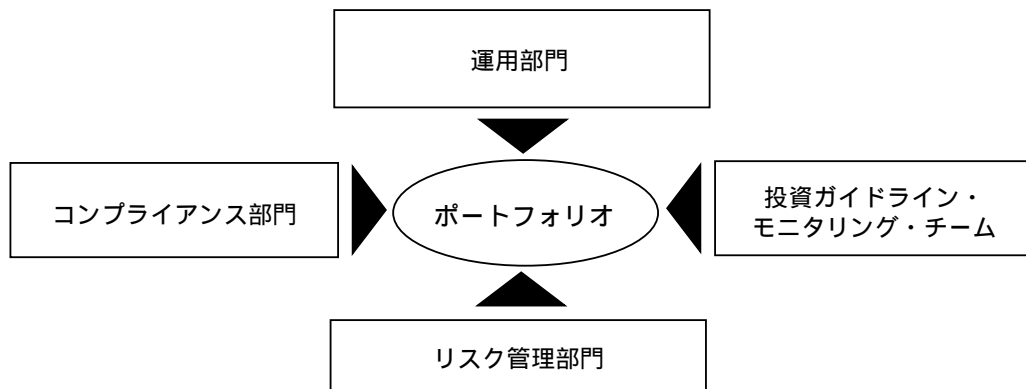 運用部門
コンプライアンス部門
ポートフォリオ
投資ガイドライン・
モニタリング・チーム
リスク管理部門